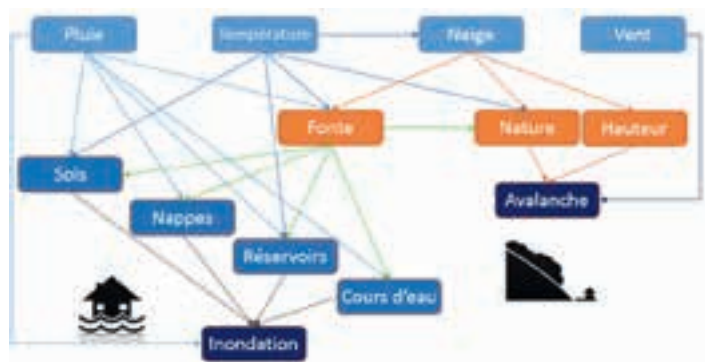 Pluie
Température
Neige
Vent
Fonte
Nature
Hauteur
Sols
Avalanche
Nappes
Réservoirs
Cours d'eau
Inondation